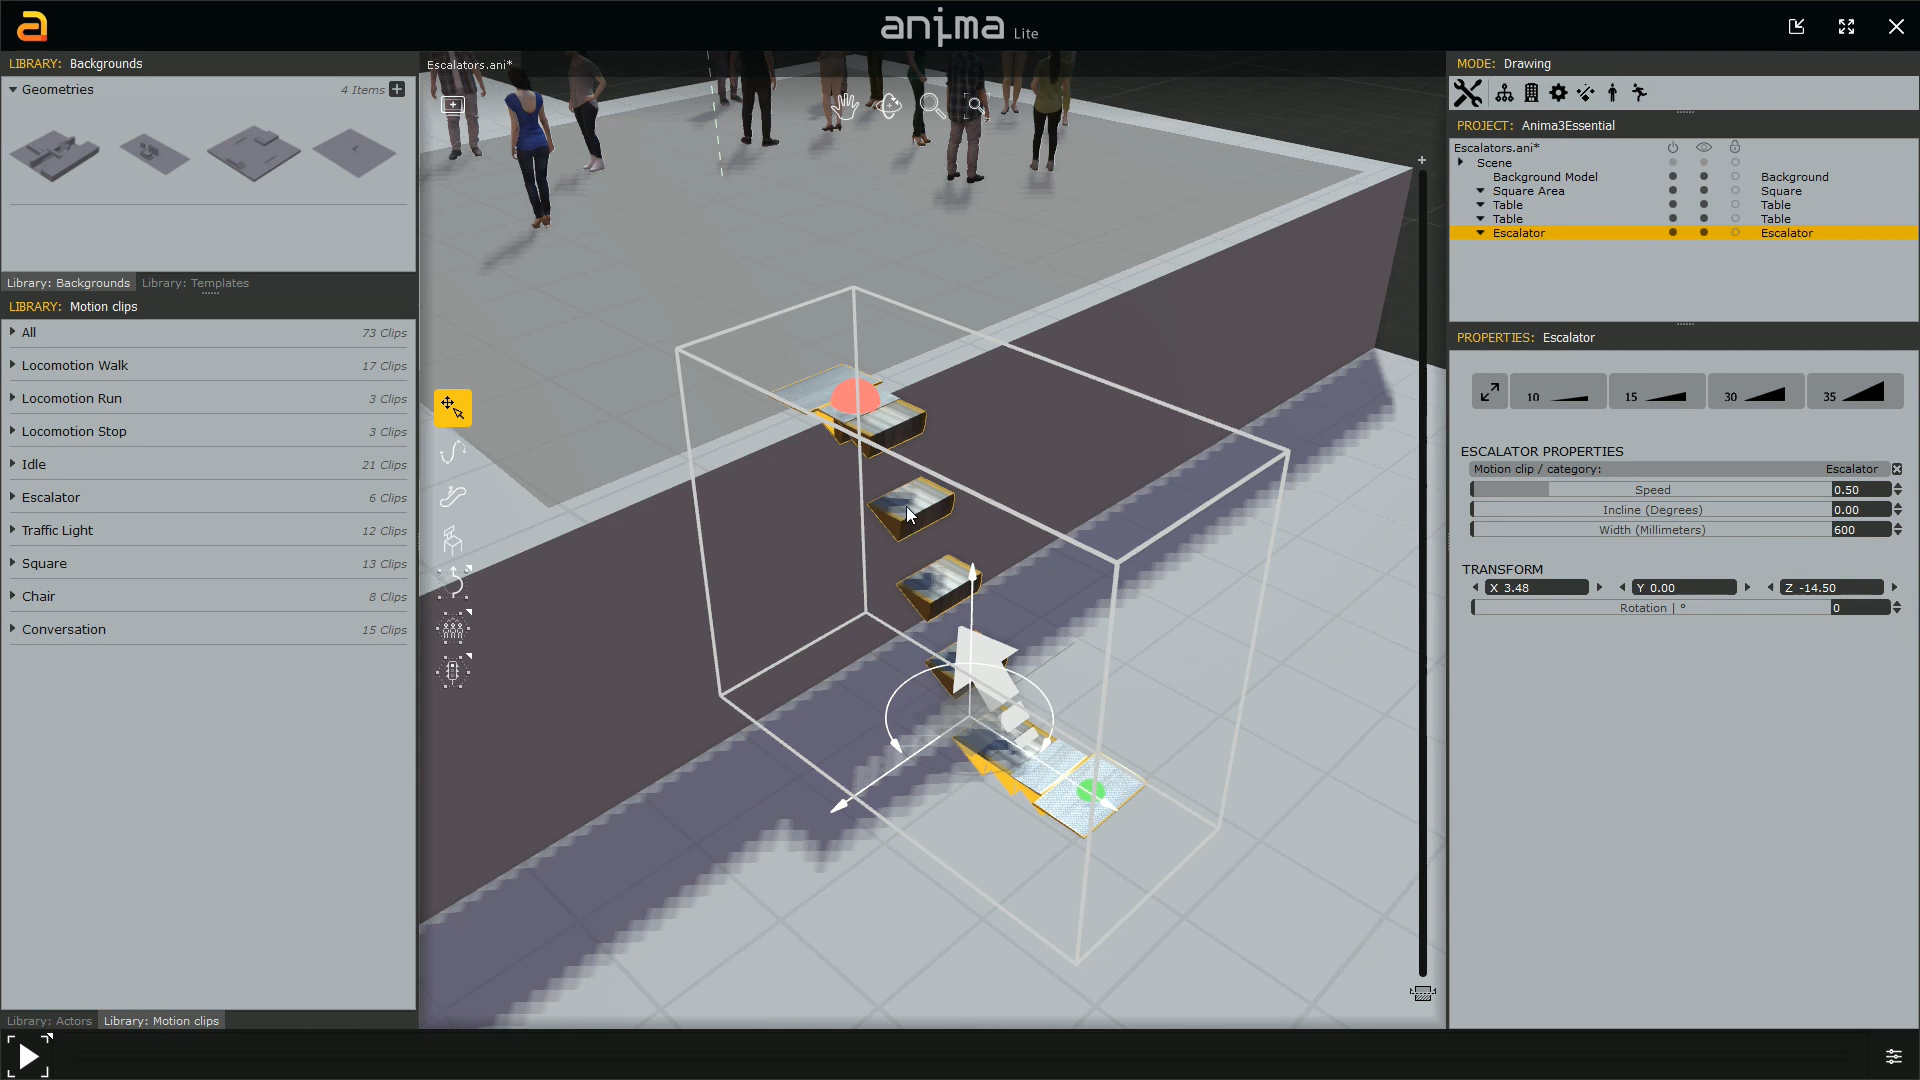 anima Lite
LIBRARY: Backgrounds
Geometries 4 Items
Library: Backgrounds Library: Templates
LIBRARY: Motion clips
All 73 Clips
Locomotion Walk 17 Clips
Locomotion Run 3 Clips
Locomotion Stop 3 Clips
Idle 21 Clips
Escalator 6 Clips
Traffic Light 12 Clips
Square 13 Clips
Chair 8 Clips
Conversation 15 Clips
Library: Actors Library: Motion clips
Escalators.ani*
MODE: Drawing
PROJECT: Anima3Essential
Escalators.ani*
Scene
Background Model Background
Square Area Square
Table Table
Table Table
Escalator Escalator
PROPERTIES: Escalator
10 15 30 35
ESCALATOR PROPERTIES
Motion clip / category: Escalator
Speed 0.50
Incline (Degrees) 0.00
Width (Millimeters) 600
TRANSFORM
X 3.48 Y 0.00 Z -14.50
Rotation | ° 0